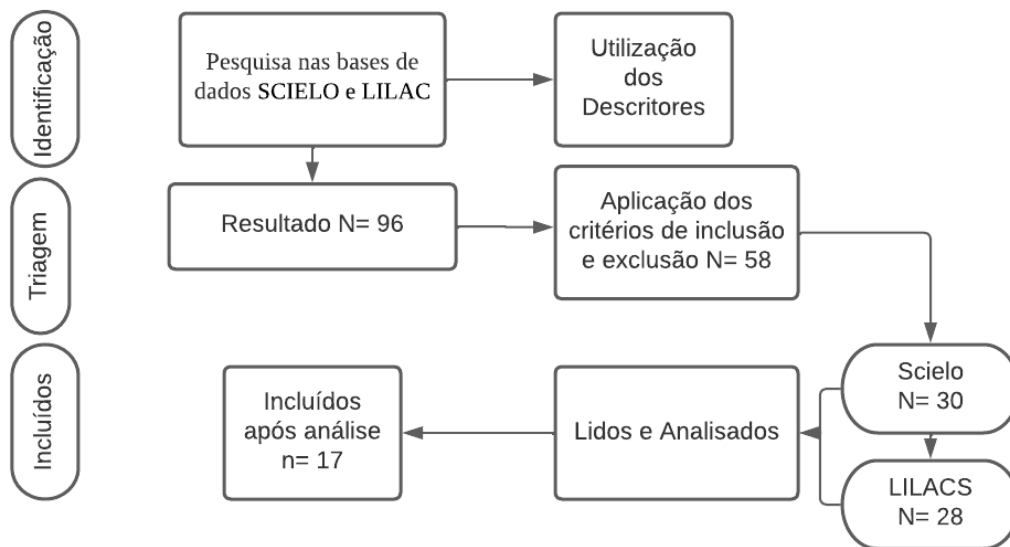 Identificação
Pesquisa nas bases de
dados SCIELO e LILAC
Utilização
dos
Descritores
Triagem
Resultado N= 96
Aplicação dos
critérios de inclusão
e exclusão N= 58
Incluídos
Incluídos
após análise
n= 17
Lidos e Analisados
Scielo
N= 30
LILACS
N= 28